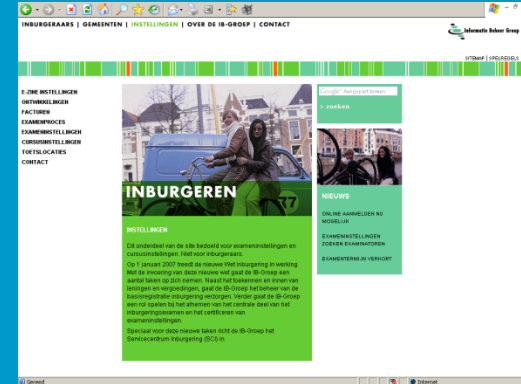 INBURGERAARS | GEMEENTEN | INSTELLINGEN | OVER DE IB-GROEP | CONTACT
Informatie Beheer Groep
SITEMAP | SPELREGELS
E-ZINE INSTELLINGEN
ONTWIKKELINGEN
FACTUREN
EXAMENPROCES
EXAMENINSTELLINGEN
CURSUSINSTELLINGEN
TOETSLOCATIES
CONTACT
INBURGEREN
77
INSTELLINGEN
Dit onderdeel van de site bedoeld voor exameninstellingen en
cursusinstellingen. Niet voor inburgeraars.
Op 1 januari 2007 treedt de nieuwe Wet inburgering in werking.
Met de invoering van deze nieuwe wet gaat de IB-Groep een
aantal taken op zich nemen. Naast het toekennen en innen van
leningen en vergoedingen, gaat de IB-Groep het beheer van de
basisregistratie inburgering verzorgen. Verder gaat de IB-Groep
een rol spelen bij het afnemen van het centrale deel van het
inburgeringsexamen en het certificeren van
exameninstellingen.
Speciaal voor deze nieuwe taken richt de IB-Groep het
Servicecentrum inburgering (SCI) in.
Google
> zoeken
NIEUWS
ONLINE AANMELDEN NU
MOGELIJK
EXAMENINSTELLINGEN
ZOEKEN EXAMINATOREN
EXAMENTERMIJN VERKORT
Gereed
Internet